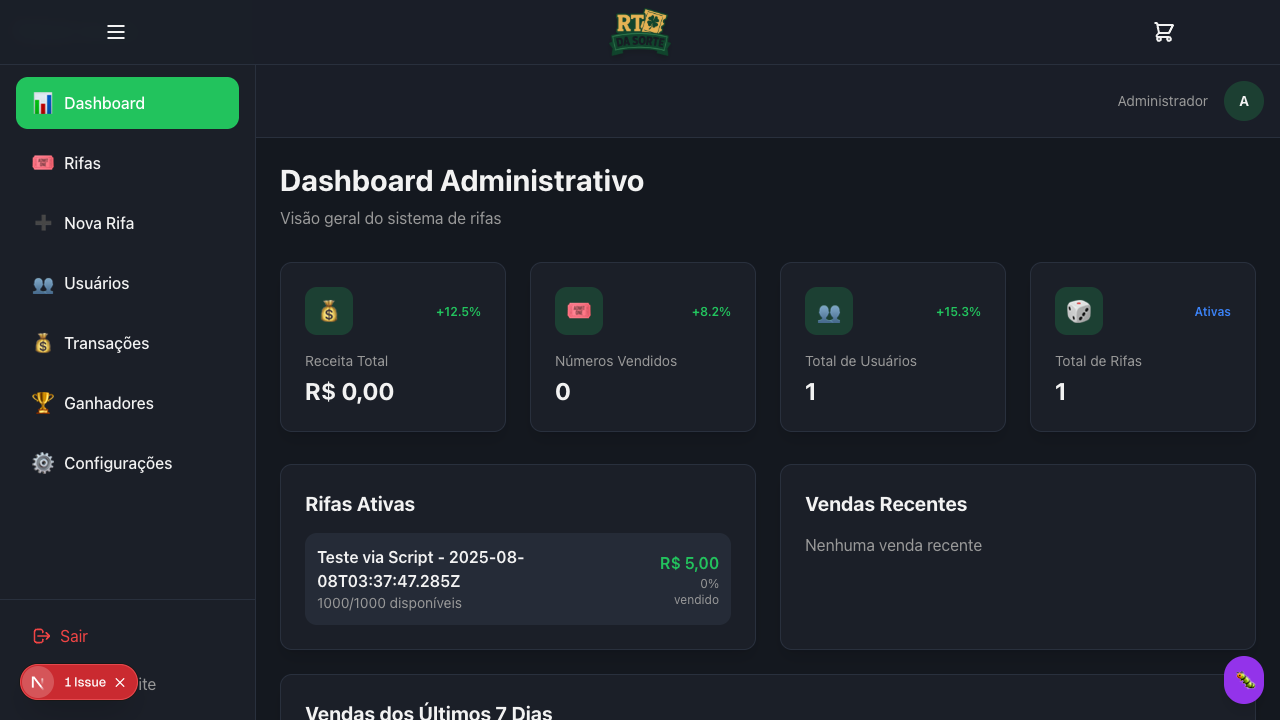 RT
DA SORTE
Dashboard
Rifas
Nova Rifa
Usuários
Transações
Ganhadores
Configurações
Sair
N 1 Issue
ite
Administrador A
Dashboard Administrativo
Visão geral do sistema de rifas
+12.5%
Receita Total
R$ 0,00
+8.2%
Números Vendidos
0
+15.3%
Total de Usuários
1
Ativas
Total de Rifas
1
Rifas Ativas
Teste via Script - 2025-08-
08T03:37:47.285Z
1000/1000 disponíveis
R$ 5,00
0%
vendido
Vendas Recentes
Nenhuma venda recente
Vendas dos Últimos 7 Dias